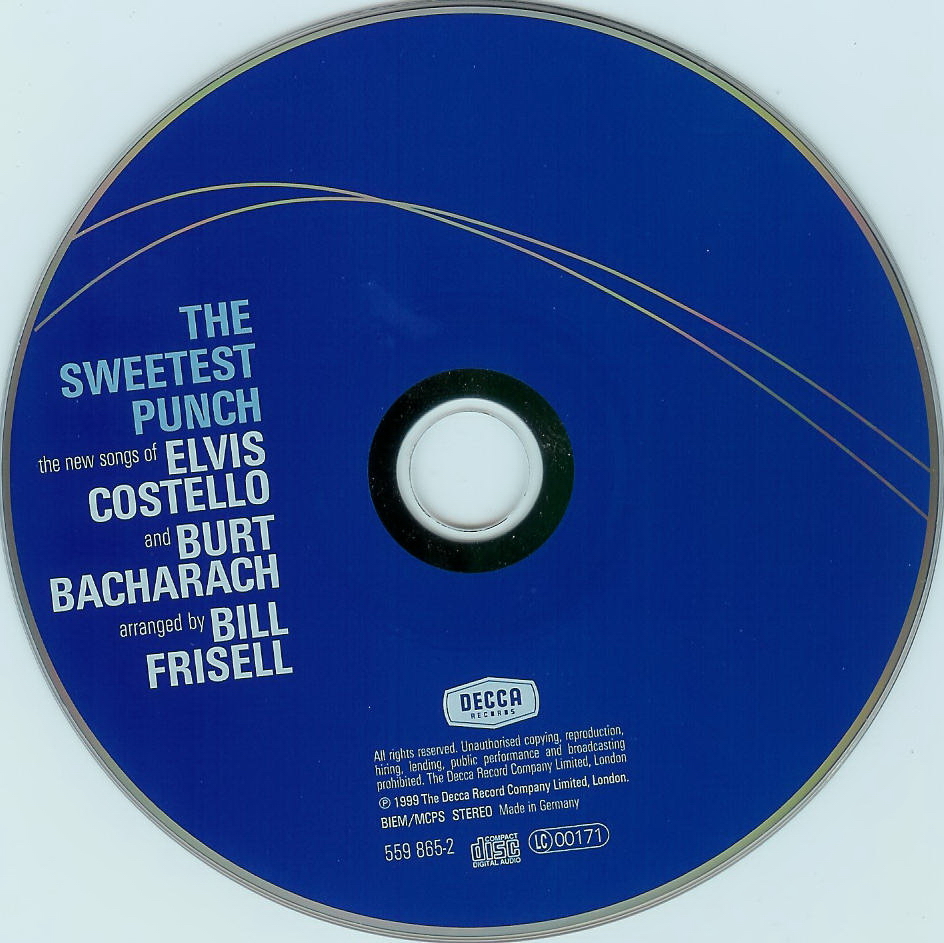 THE
SWEETEST
PUNCH
the new songs of ELVIS
COSTELLO
and BURT
BACHARACH
arranged by BILL
FRISELL
DECCA
RECORDS
All rights reserved. Unauthorised copying, reproduction,
hiring, lending, public performance and broadcasting
prohibited. The Decca Record Company Limited, London
℗ 1999 The Decca Record Company Limited, London.
BIEM/MCPS STEREO Made in Germany
559 865-2
COMPACT
disc
DIGITAL AUDIO
LC 00171